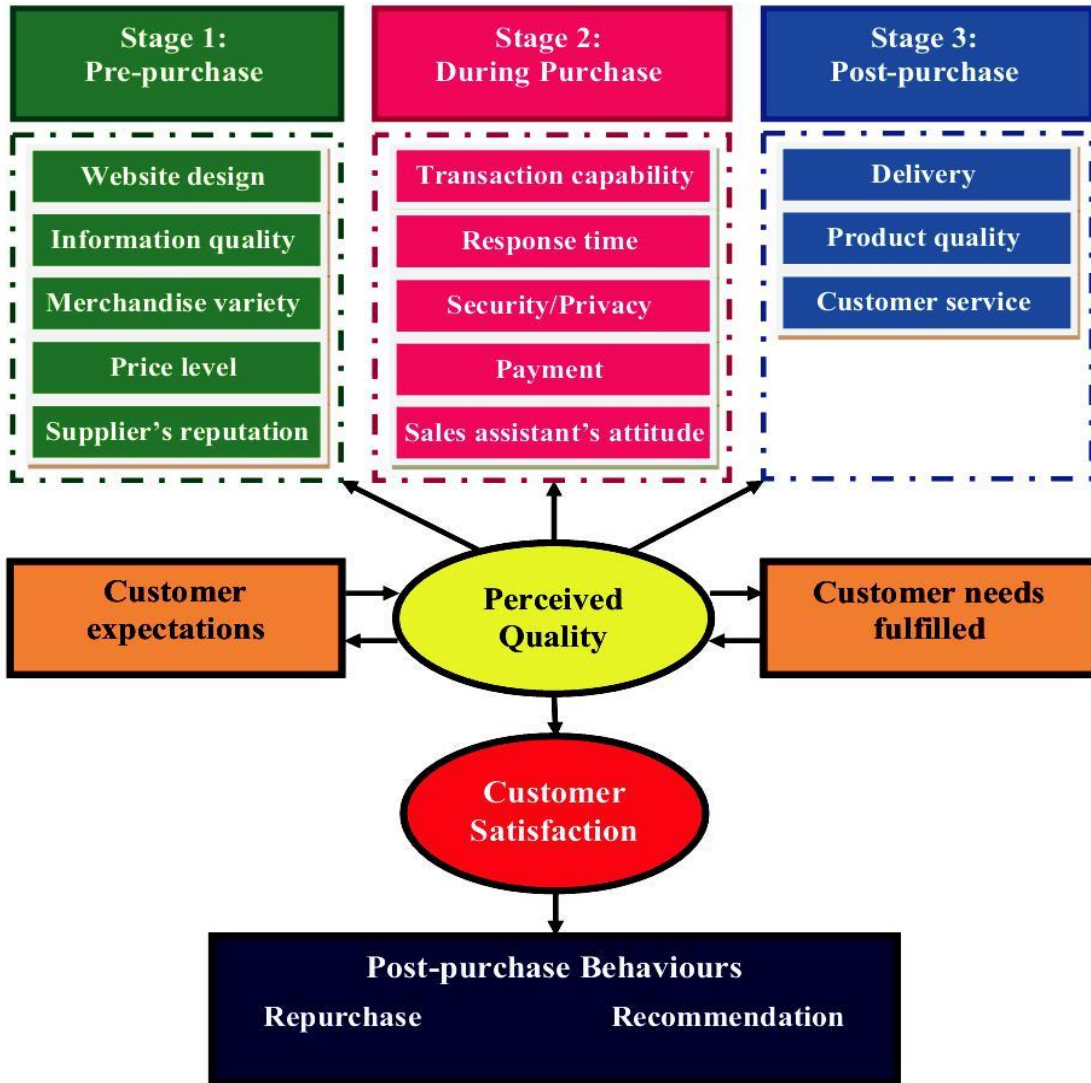 Stage 1:
Pre-purchase
Website design
Information quality
Merchandise variety
Price level
Supplier’s reputation
Stage 2:
During Purchase
Transaction capability
Response time
Security/Privacy
Payment
Sales assistant’s attitude
Stage 3:
Post-purchase
Delivery
Product quality
Customer service
Customer
expectations
Perceived
Quality
Customer needs
fulfilled
Customer
Satisfaction
Post-purchase Behaviours
Repurchase Recommendation